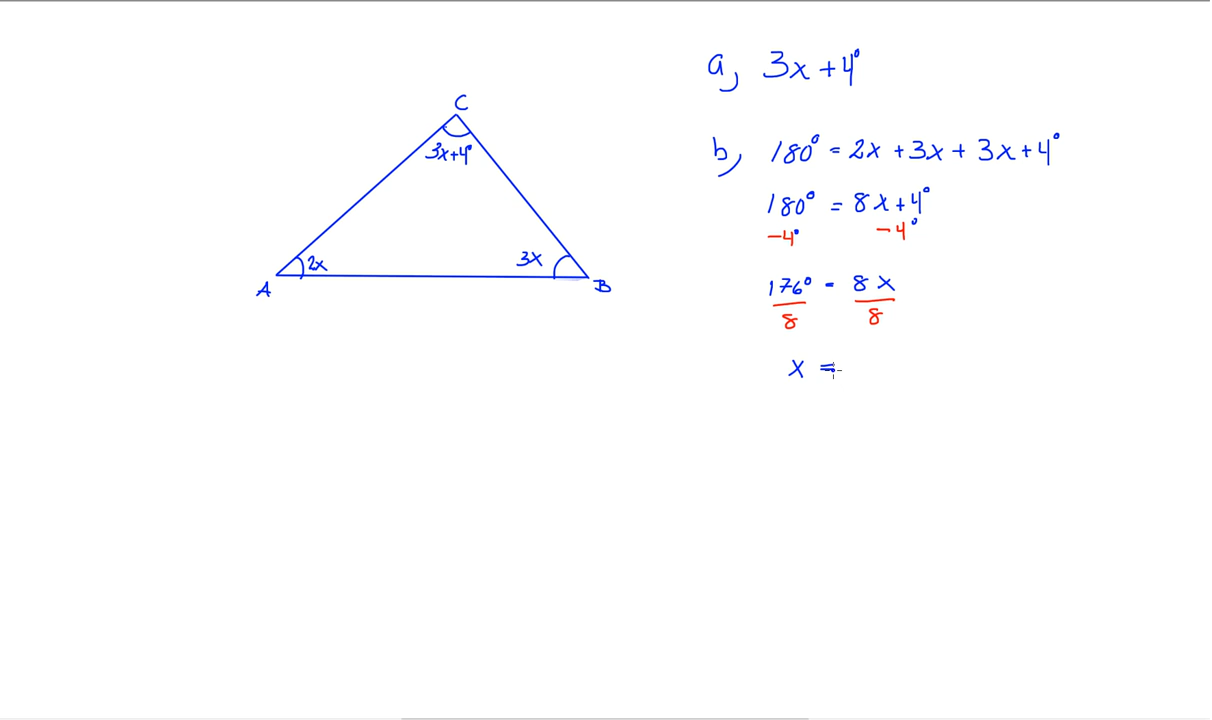 a, 3x+4°
C
3x+4°
b, 180° = 2x +3x + 3x+4°
180° = 8x+4°
-4° -4°
2x
3x
A
B
176° = 8x
8 8
x =